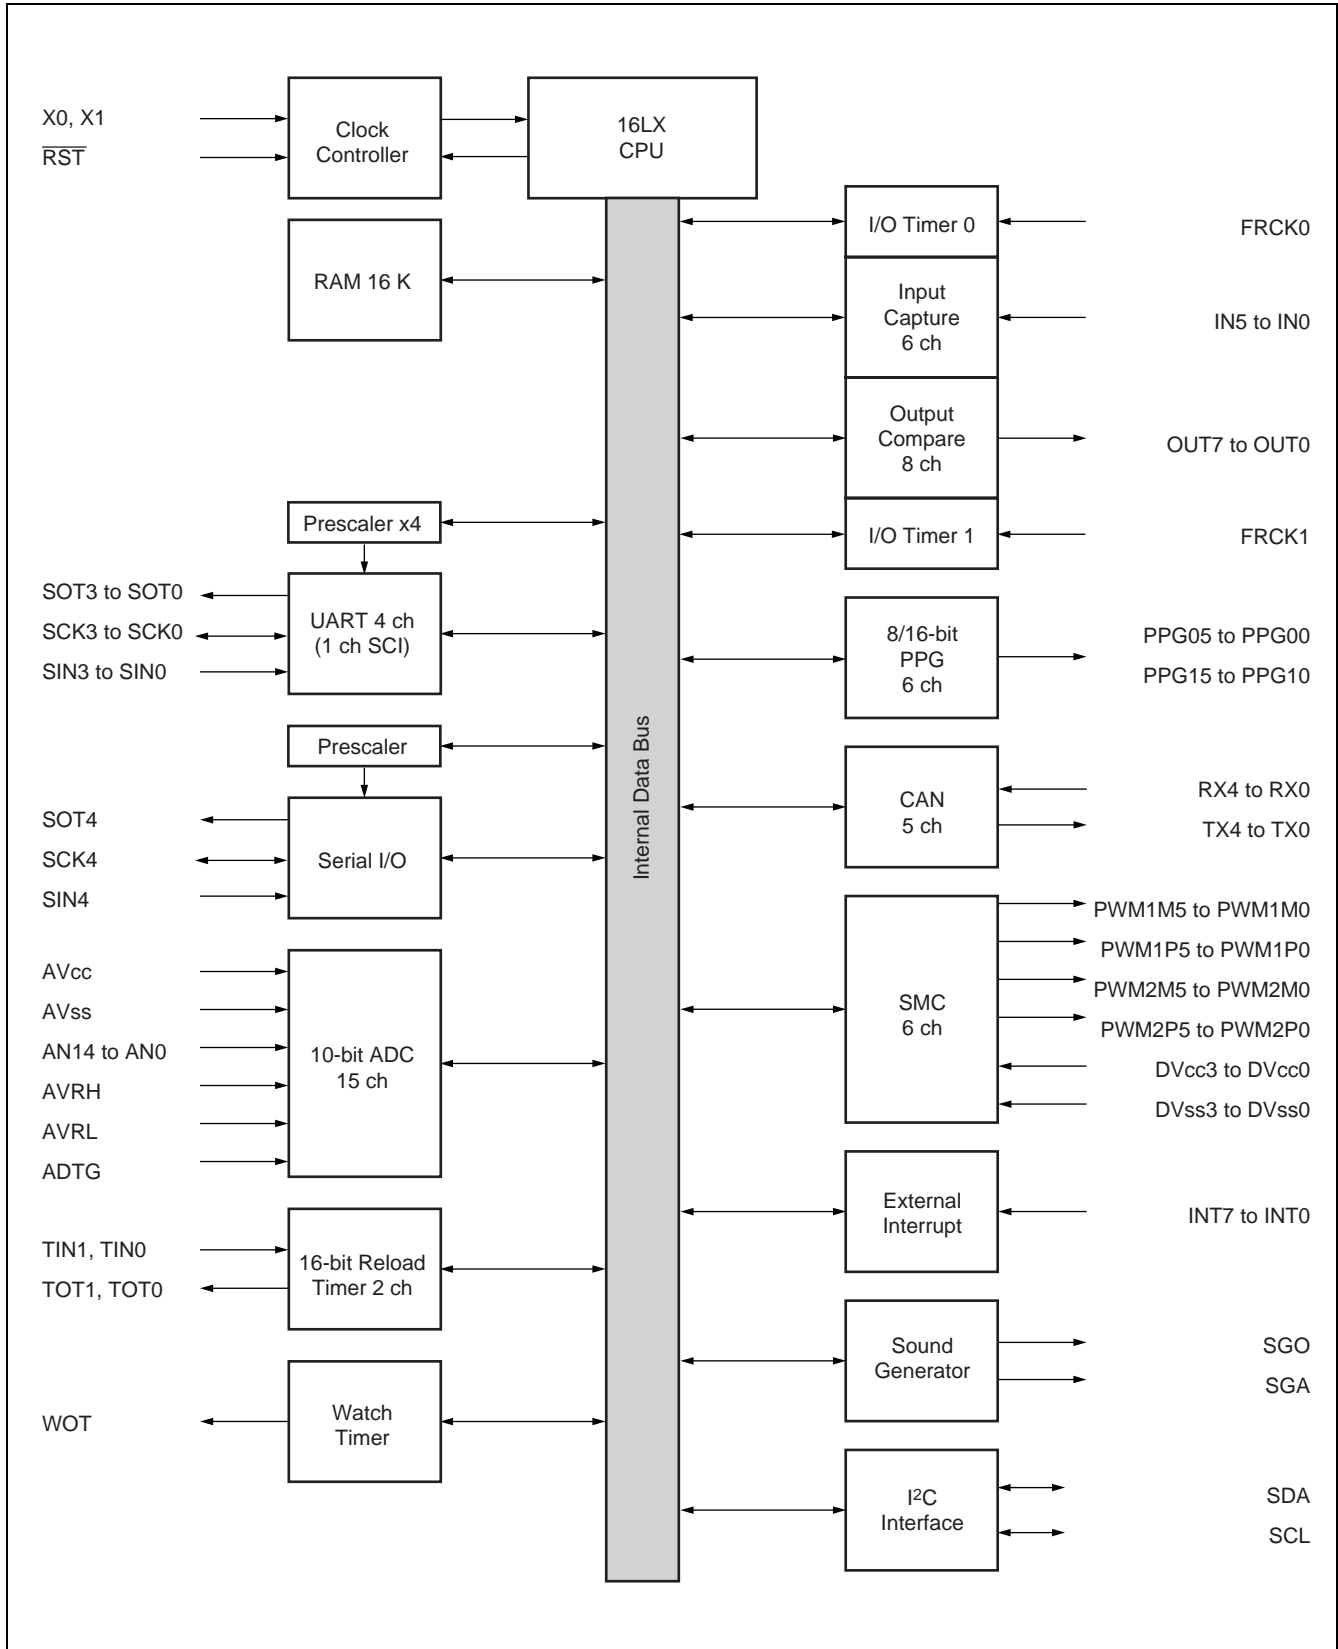 X0, X1
RST
Clock
Controller
16LX
CPU
RAM 16 K
I/O Timer 0
FRCK0
Input
Capture
6 ch
IN5 to IN0
Output
Compare
8 ch
OUT7 to OUT0
I/O Timer 1
FRCK1
Prescaler x4
SOT3 to SOT0
SCK3 to SCK0
SIN3 to SIN0
UART 4 ch
(1 ch SCI)
8/16-bit
PPG
6 ch
PPG05 to PPG00
PPG15 to PPG10
Prescaler
SOT4
SCK4
SIN4
Serial I/O
Internal Data Bus
CAN
5 ch
RX4 to RX0
TX4 to TX0
AVcc
AVss
AN14 to AN0
AVRH
AVRL
ADTG
10-bit ADC
15 ch
SMC
6 ch
PWM1M5 to PWM1M0
PWM1P5 to PWM1P0
PWM2M5 to PWM2M0
PWM2P5 to PWM2P0
DVcc3 to DVcc0
DVss3 to DVss0
TIN1, TIN0
TOT1, TOT0
16-bit Reload
Timer 2 ch
External
Interrupt
INT7 to INT0
WOT
Watch
Timer
Sound
Generator
SGO
SGA
I²C
Interface
SDA
SCL